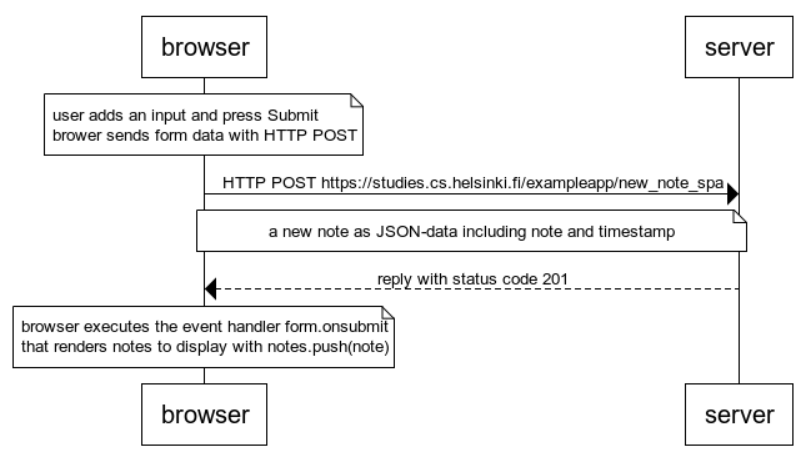 browser
server
user adds an input and press Submit
brower sends form data with HTTP POST
HTTP POST https://studies.cs.helsinki.fi/exampleapp/new_note_spa
a new note as JSON-data including note and timestamp
reply with status code 201
browser executes the event handler form.onsubmit
that renders notes to display with notes.push(note)
browser
server